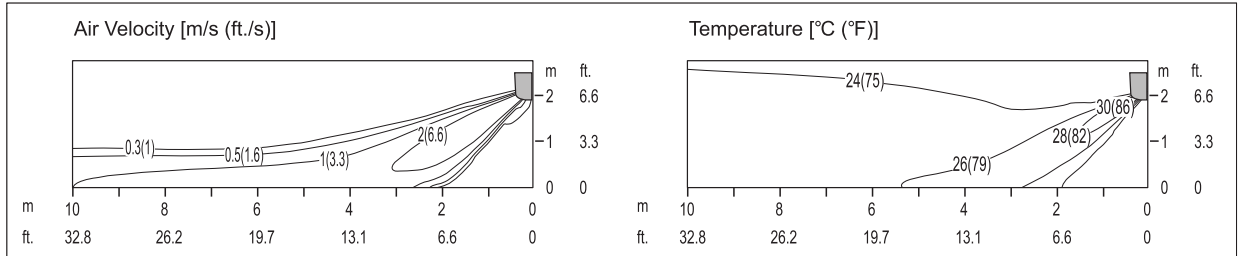 Air Velocity [m/s (ft./s)]
0.3(1)
0.5(1.6)
1(3.3)
2(6.6)
m ft.
2 6.6
1 3.3
0 0
m 10 8 6 4 2 0
ft. 32.8 26.2 19.7 13.1 6.6 0
Temperature [°C (°F)]
24(75)
30(86)
28(82)
26(79)
m ft.
2 6.6
1 3.3
0 0
m 10 8 6 4 2 0
ft. 32.8 26.2 19.7 13.1 6.6 0